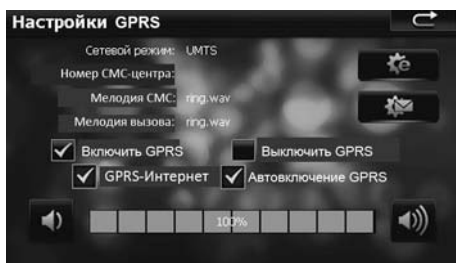 Настройки GPRS
Сетевой режим: UMTS
Номер СМС-центра:
Мелодия СМС: ring.wav
Мелодия вызова: ring.wav
Включить GPRS Выключить GPRS
GPRS-Интернет Автовключение GPRS
100%